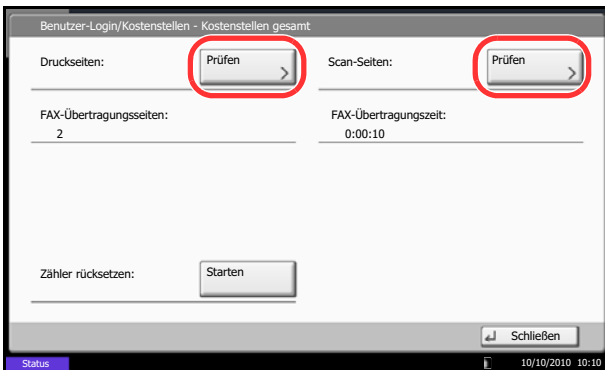 Benutzer-Login/Kostenstellen - Kostenstellen gesamt
Druckseiten:
Prüfen
Scan-Seiten:
Prüfen
FAX-Übertragungsseiten:
2
FAX-Übertragungszeit:
0:00:10
Zähler rücksetzen:
Starten
Schließen
Status
10/10/2010 10:10